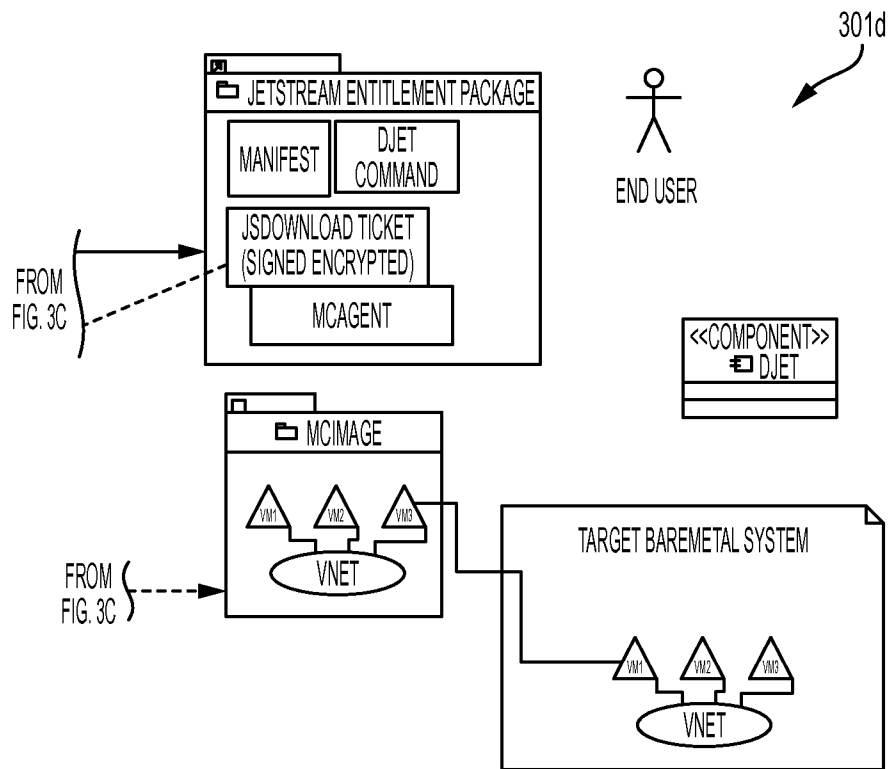 301d
JETSTREAM ENTITLEMENT PACKAGE
MANIFEST
DJET
COMMAND
JSDOWNLOAD TICKET
(SIGNED ENCRYPTED)
MCAGENT
END USER
FROM
FIG. 3C
<<COMPONENT>>
DJET
MCIMAGE
VM1
VM2
VM3
VNET
FROM
FIG. 3C
TARGET BAREMETAL SYSTEM
VM1
VM2
VM3
VNET